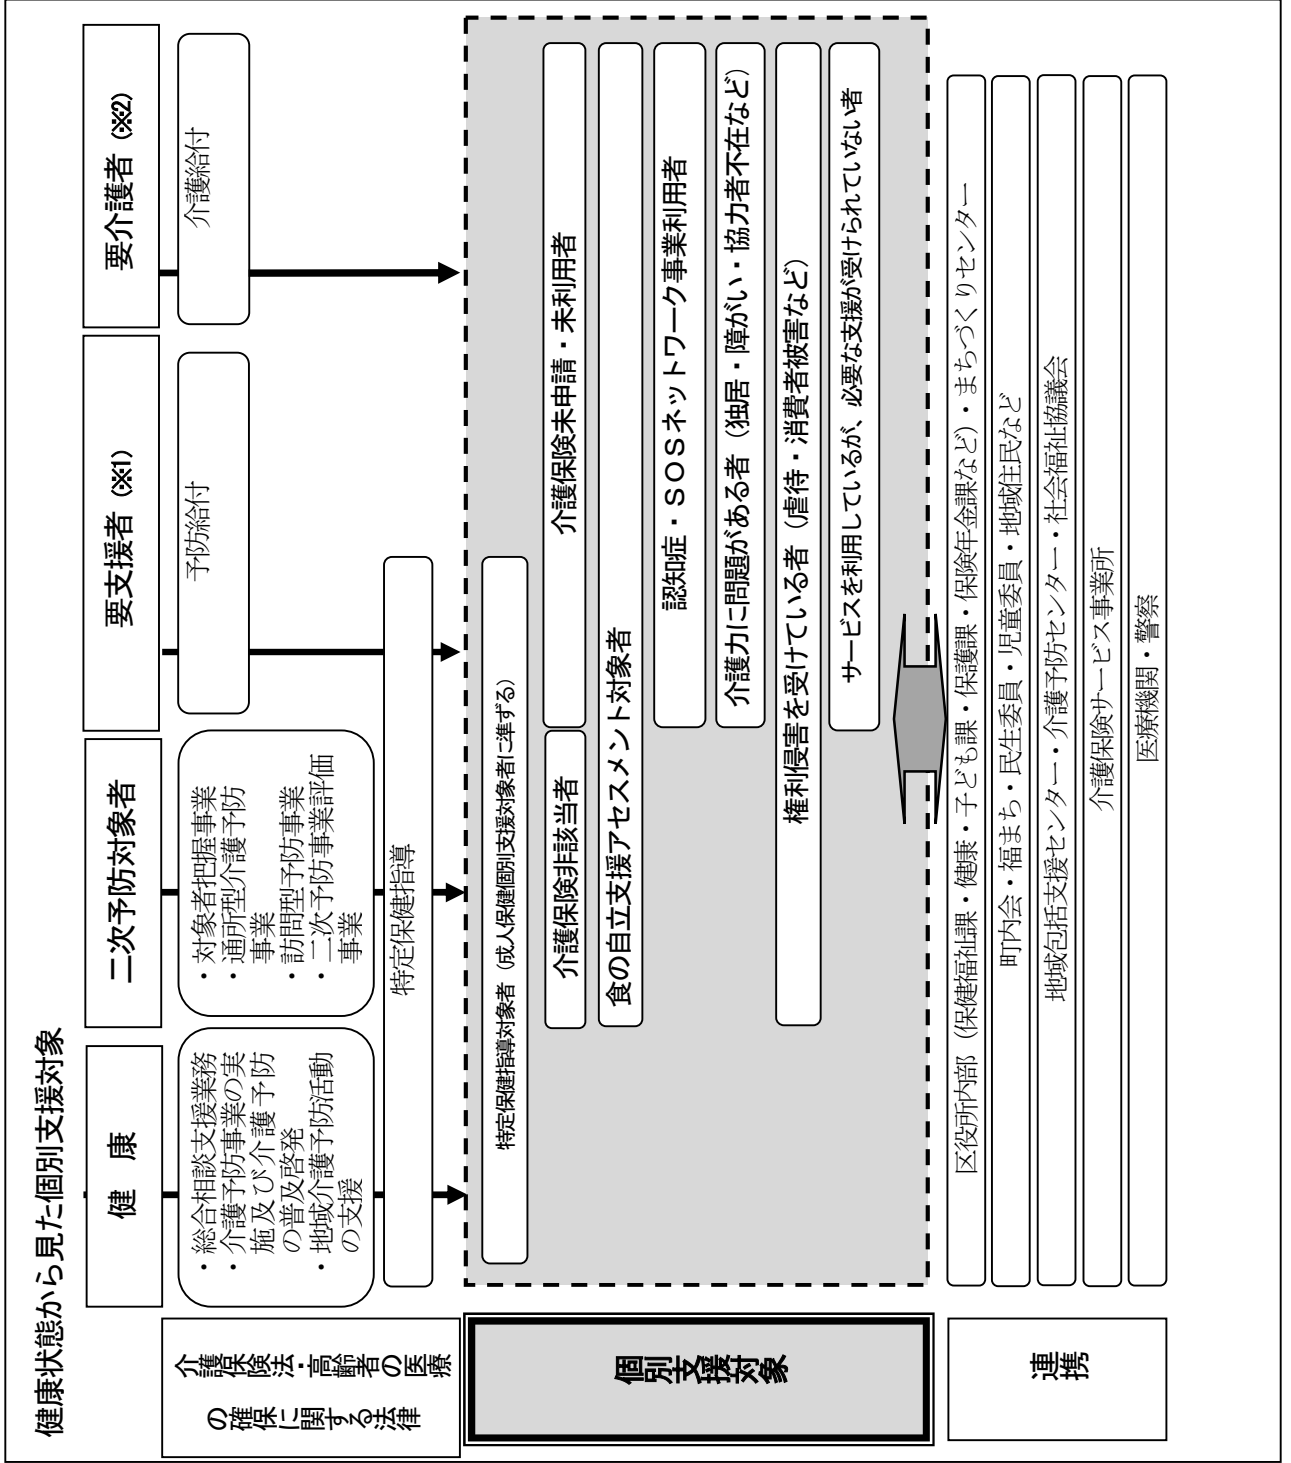 健康状態から見た個別支援対象
健　康
二次予防対象者
要支援者（※1）
要介護者（※2）
介護保険法・高齢者の医療
の確保に関する法律
・総合相談支援業務
・介護予防事業の実
施及び介護予防
の普及啓発
・地域介護予防活動
の支援
・対象者把握事業
・通所型介護予防
事業
・訪問型予防事業
・二次予防事業評価
事業
予防給付
介護給付
特定保健指導
個別支援対象
特定保健指導対象者（成人保健個別支援対象者に準ずる）
介護保険非該当者
介護保険未申請・未利用者
食の自立支援アセスメント対象者
認知症・ＳＯＳネットワーク事業利用者
介護力に問題がある者（独居・障がい・協力者不在など）
権利侵害を受けている者（虐待・消費者被害など）
サービスを利用しているが、必要な支援が受けられていない者
連携
区役所内部（保健福祉課・健康・子ども課・保護課・保険年金課など）・まちづくりセンター
町内会・福まち・民生委員・児童委員・地域住民など
地域包括支援センター・介護予防センター・社会福祉協議会
介護保険サービス事業所
医療機関・警察